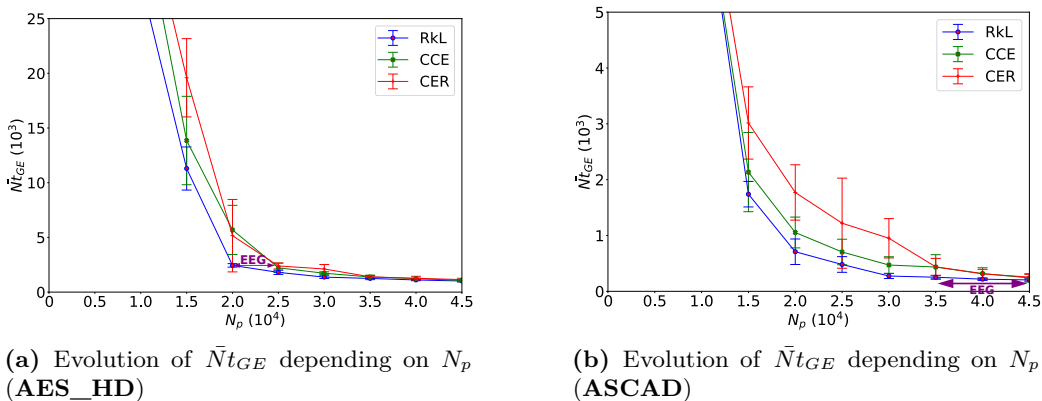 25
20
15
10
5
0
N̄t_GE (10³)
0 0.5 1.0 1.5 2.0 2.5 3.0 3.5 4.0 4.5
N_p (10⁴)
RkL
CCE
CER
EEG
(a) Evolution of N̄t_GE depending on N_p
(AES_HD)
5
4
3
2
1
0
N̄t_GE (10³)
0 0.5 1.0 1.5 2.0 2.5 3.0 3.5 4.0 4.5
N_p (10⁴)
RkL
CCE
CER
EEG
(b) Evolution of N̄t_GE depending on N_p
(ASCAD)